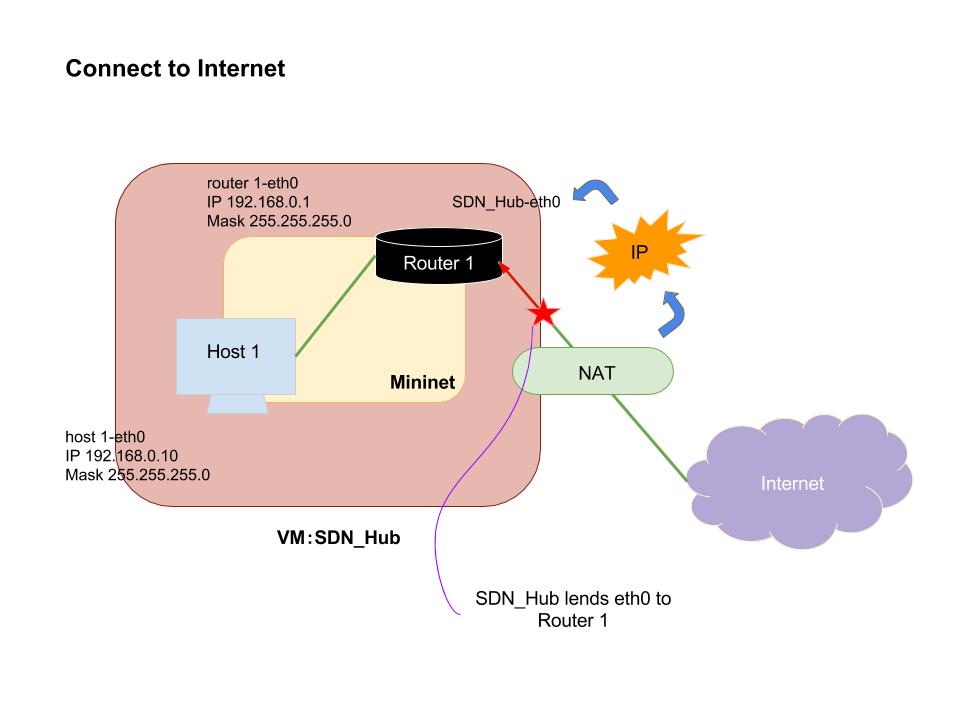 Connect to Internet
router 1-eth0
IP 192.168.0.1
Mask 255.255.255.0
SDN_Hub-eth0
IP
Router 1
Host 1
Mininet
NAT
host 1-eth0
IP 192.168.0.10
Mask 255.255.255.0
Internet
VM:SDN_Hub
SDN_Hub lends eth0 to
Router 1